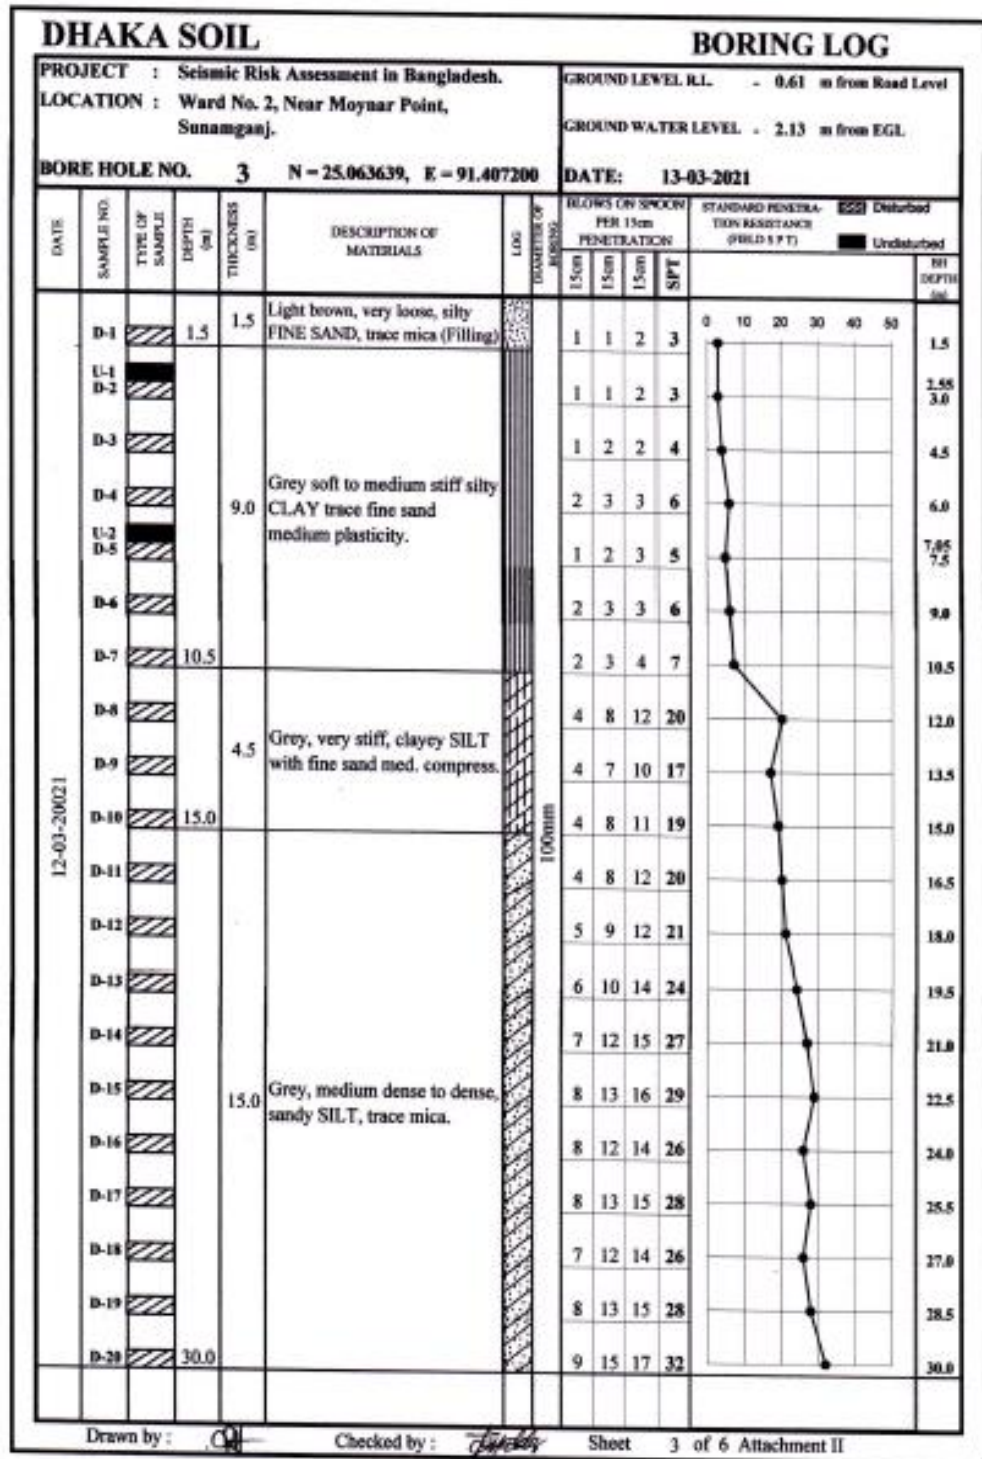 DHAKA SOIL
BORING LOG
PROJECT : Seismic Risk Assessment in Bangladesh.
LOCATION : Ward No. 2, Near Moynar Point,
Sunamganj.
GROUND LEWEL R.L. - 0.61 m from Road Level
GROUND WATER LEVEL - 2.13 m from EGL
BORE HOLE NO. 3 N = 25.063639, E = 91.407200
DATE: 13-03-2021
DATE
SAMPLE NO.
TYPE OF SAMPLE
DEPTH (m)
THICKNESS (m)
DESCRIPTION OF
MATERIALS
LOG
DIAMETER OF BORING
BLOWS ON SPOON
PER 15cm
PENETRATION
15cm 15cm 15cm SPT
STANDARD PENETRA-
TION RESISTANCE
(FIELD S P T)
Disturbed
Undisturbed
BH
DEPTH
(m)
0 10 20 30 40 50
12-03-20021
100mm
1.5 Light brown, very loose, silty
FINE SAND, trace mica (Filling)
D-1 1.5 1 1 2 3 1.5
U-1 2.55
D-2 1 1 2 3 3.0
D-3 1 2 2 4 4.5
9.0 Grey soft to medium stiff silty
CLAY trace fine sand
medium plasticity.
D-4 2 3 3 6 6.0
U-2 7.05
D-5 1 2 3 5 7.5
D-6 2 3 3 6 9.0
D-7 10.5 2 3 4 7 10.5
D-8 4 8 12 20 12.0
4.5 Grey, very stiff, clayey SILT
with fine sand med. compress.
D-9 4 7 10 17 13.5
D-10 15.0 4 8 11 19 15.0
D-11 4 8 12 20 16.5
D-12 5 9 12 21 18.0
D-13 6 10 14 24 19.5
D-14 7 12 15 27 21.0
D-15 8 13 16 29 22.5
15.0 Grey, medium dense to dense,
sandy SILT, trace mica.
D-16 8 12 14 26 24.0
D-17 8 13 15 28 25.5
D-18 7 12 14 26 27.0
D-19 8 13 15 28 28.5
D-20 30.0 9 15 17 32 30.0
Drawn by : Checked by : Sheet 3 of 6 Attachment II